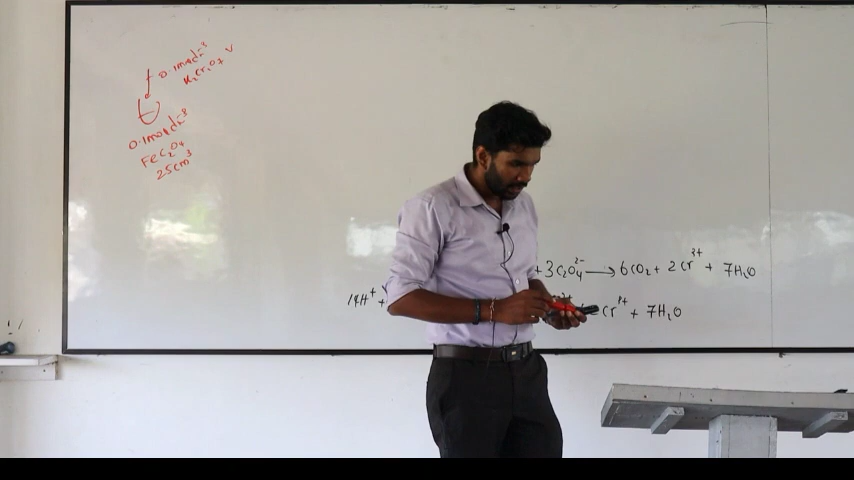 0.1moldm⁻³
K₂Cr₂O₇ V
0.1moldm⁻³
FeC₂O₄
25cm³
+ 3C₂O₄²⁻ ⟶ 6CO₂ + 2Cr³⁺ + 7H₂O
14H⁺ + Cr³⁺ + 7H₂O